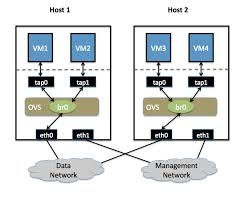 Host 1
Host 2
VM1
VM2
VM3
VM4
tap0
tap1
tap0
tap1
OVS
br0
OVS
br0
eth0
eth1
eth0
eth1
Data
Network
Management
Network